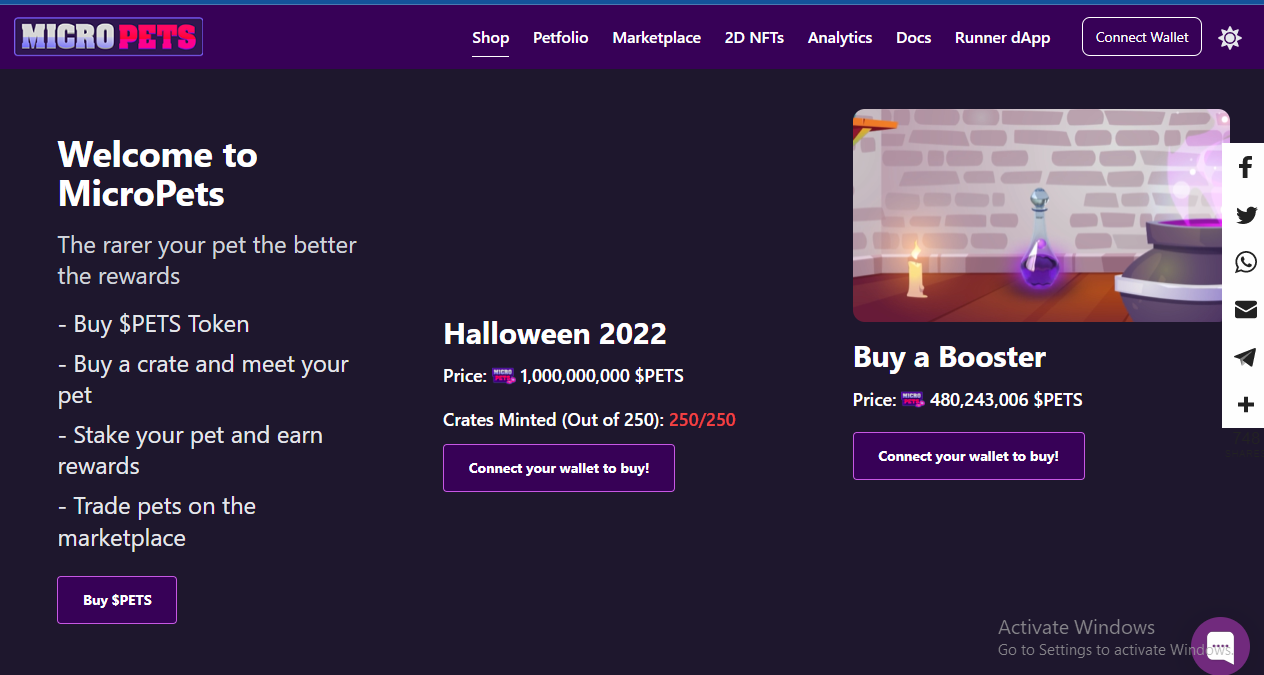 MICROPETS
Shop
Petfolio
Marketplace
2D NFTs
Analytics
Docs
Runner dApp
Connect Wallet
Welcome to
MicroPets
The rarer your pet the better
the rewards
- Buy $PETS Token
- Buy a crate and meet your
pet
- Stake your pet and earn
rewards
- Trade pets on the
marketplace
Buy $PETS
Halloween 2022
Price: MICRO PETS 1,000,000,000 $PETS
Crates Minted (Out of 250): 250/250
Connect your wallet to buy!
Buy a Booster
Price: MICRO PETS 480,243,006 $PETS
Connect your wallet to buy!
Activate Windows
Go to Settings to activate Windows.